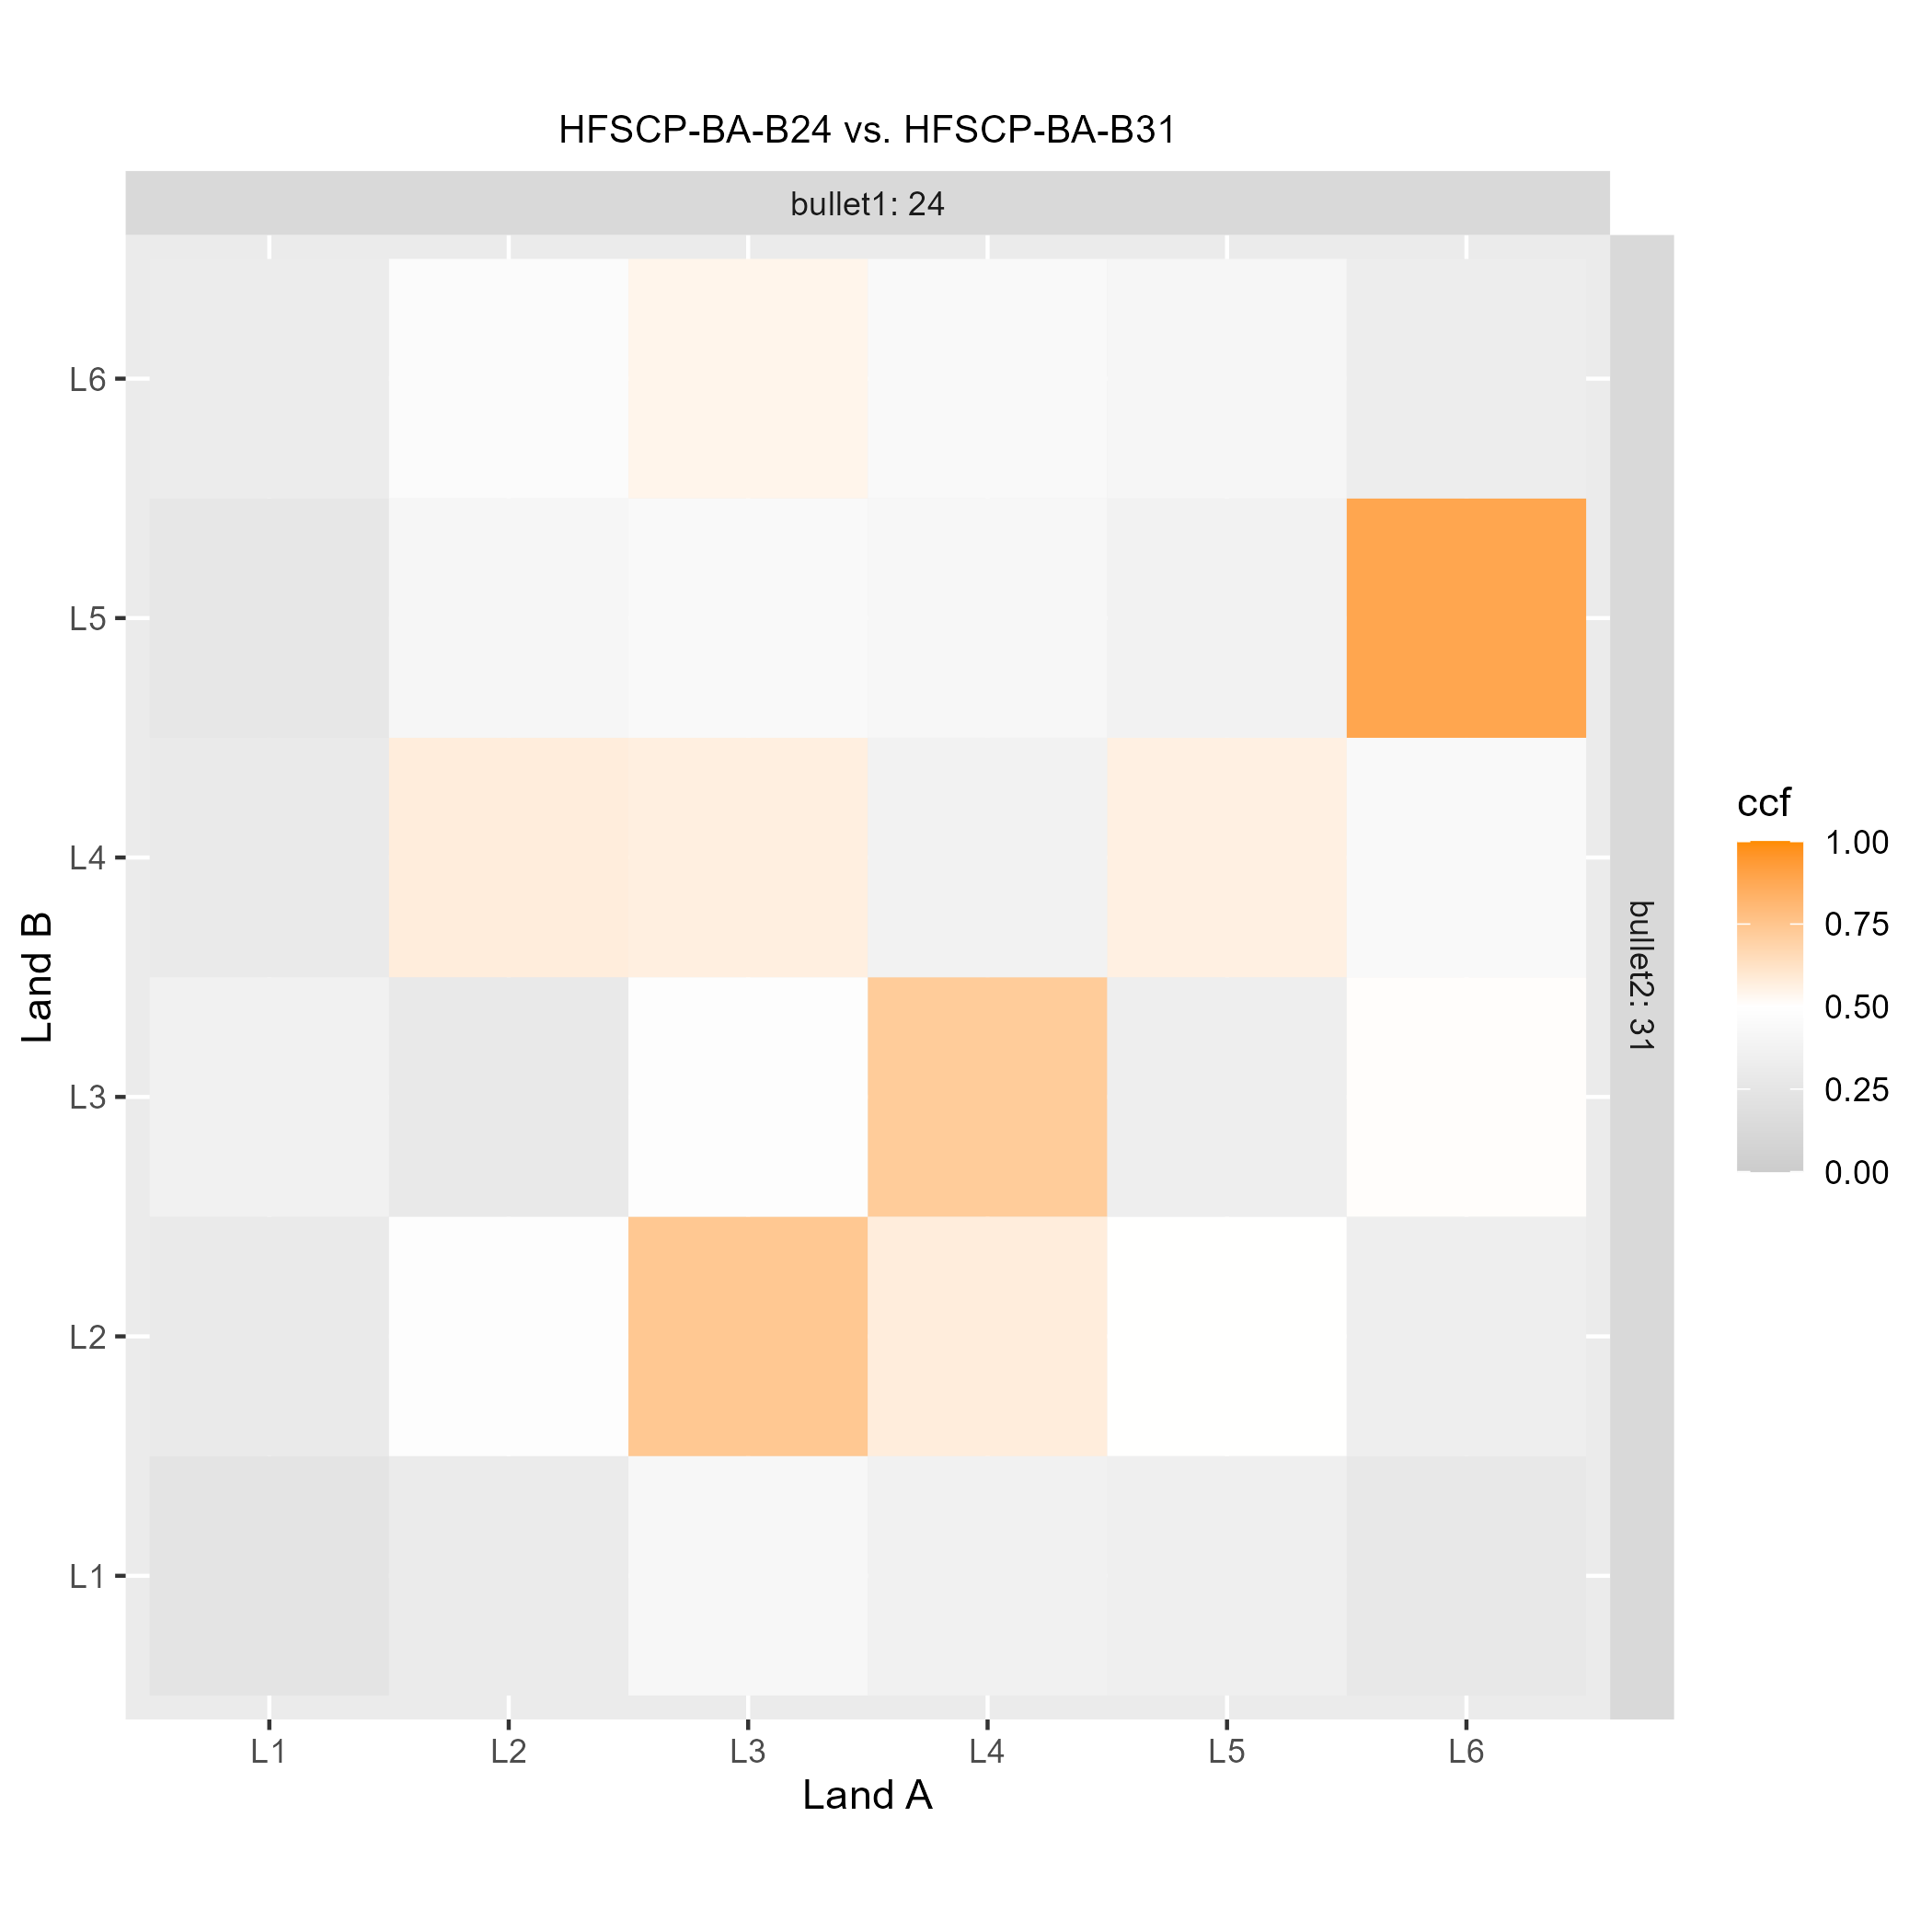 HFSCP-BA-B24 vs. HFSCP-BA-B31
bullet1: 24
L6
L5
L4
L3
L2
L1
Land B
bullet2: 31
L1 L2 L3 L4 L5 L6
Land A
ccf
1.00
0.75
0.50
0.25
0.00